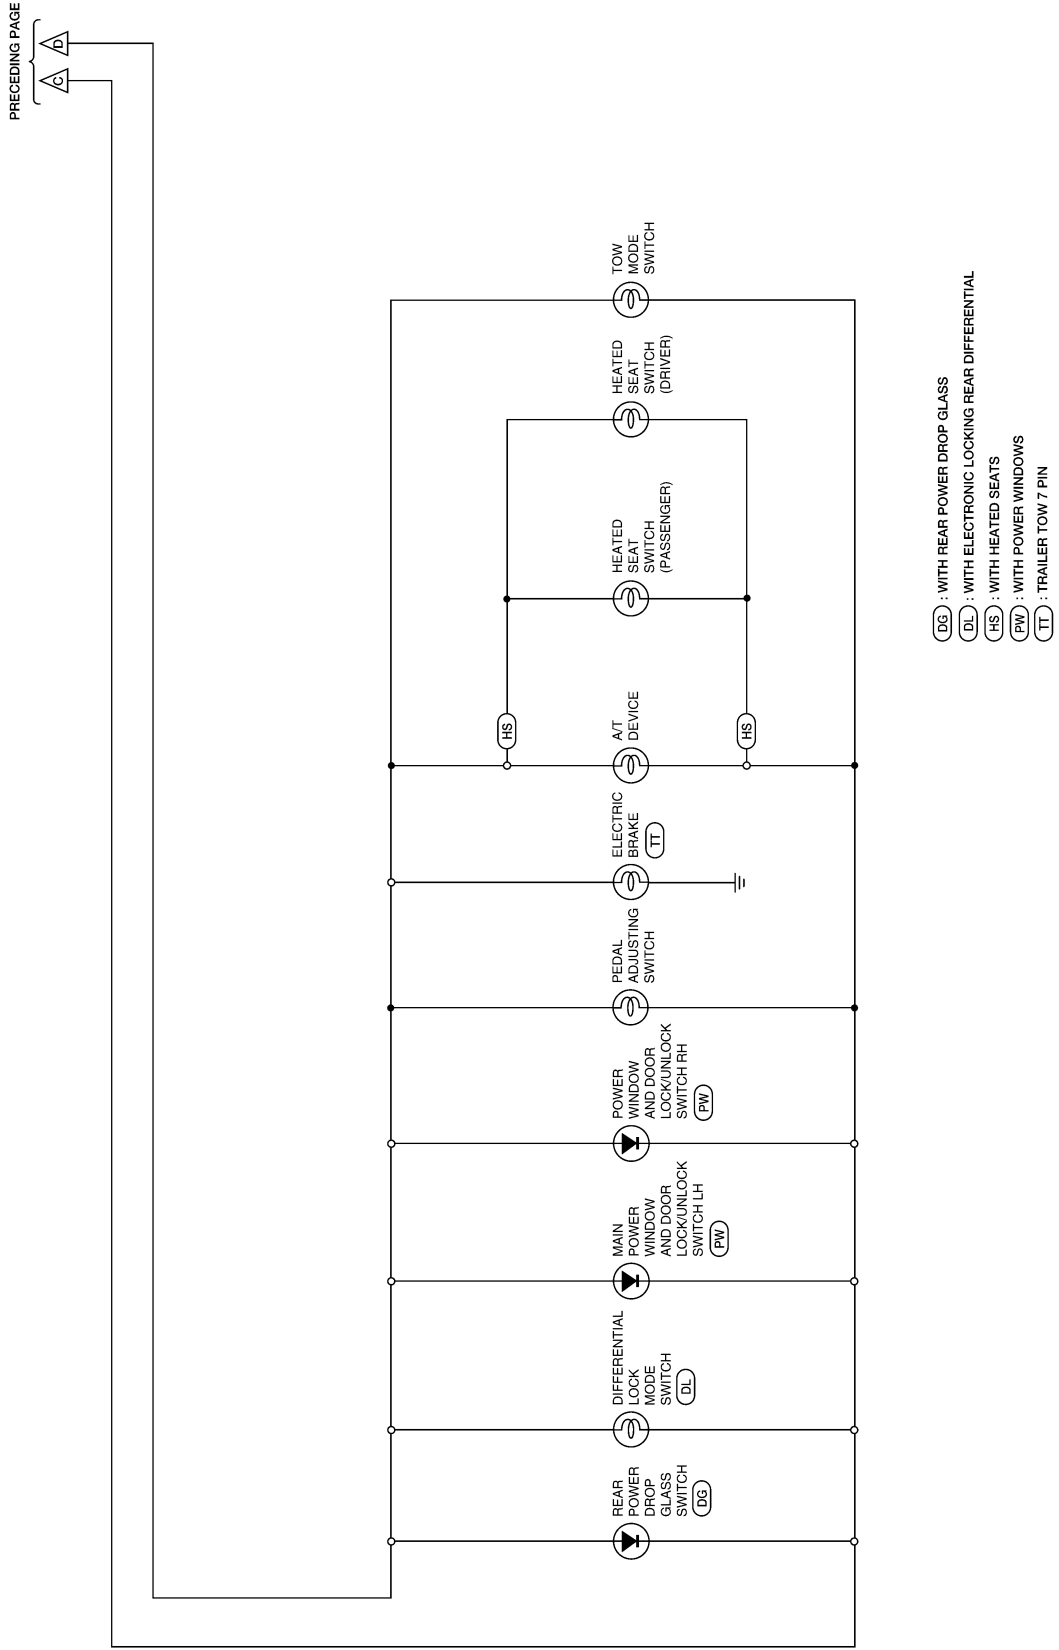 PRECEDING PAGE
D
C
TOW
MODE
SWITCH
HEATED
SEAT
SWITCH
(DRIVER)
HEATED
SEAT
SWITCH
(PASSENGER)
HS
HS
A/T
DEVICE
ELECTRIC
BRAKE
TT
PEDAL
ADJUSTING
SWITCH
POWER
WINDOW
AND DOOR
LOCK/UNLOCK
SWITCH RH
PW
MAIN
POWER
WINDOW
AND DOOR
LOCK/UNLOCK
SWITCH LH
PW
DIFFERENTIAL
LOCK
MODE
SWITCH
DL
REAR
POWER
DROP
GLASS
SWITCH
DG
DG : WITH REAR POWER DROP GLASS
DL : WITH ELECTRONIC LOCKING REAR DIFFERENTIAL
HS : WITH HEATED SEATS
PW : WITH POWER WINDOWS
TT : TRAILER TOW 7 PIN